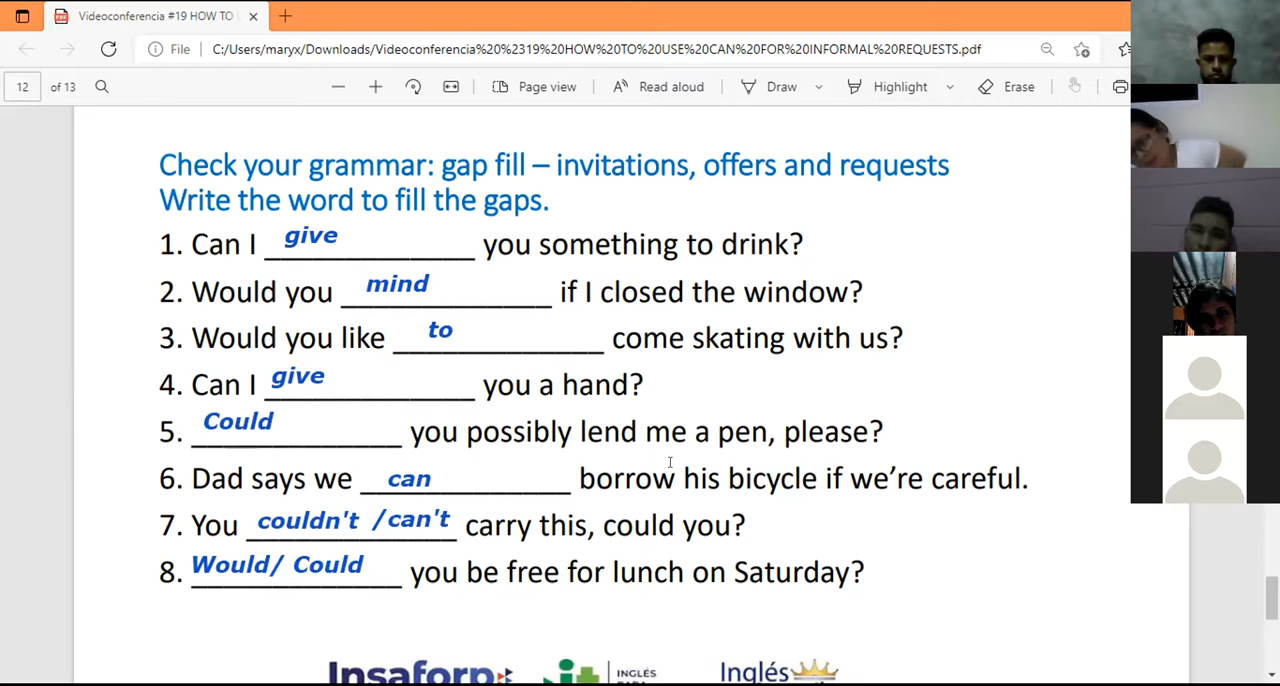 Videoconferencia #19 HOW TO
File C:/Users/maryx/Downloads/Videoconferencia%20%2319%20HOW%20TO%20USE%20CAN%20FOR%20INFORMAL%20REQUESTS.pdf
12 of 13 Page view Read aloud Draw Highlight Erase
Check your grammar: gap fill – invitations, offers and requests
Write the word to fill the gaps.
1. Can I give you something to drink?
2. Would you mind if I closed the window?
3. Would you like to come skating with us?
4. Can I give you a hand?
5. Could you possibly lend me a pen, please?
6. Dad says we can borrow his bicycle if we're careful.
7. You couldn't /can't carry this, could you?
8. Would/ Could you be free for lunch on Saturday?
Insaforp INGLÉS Inglés